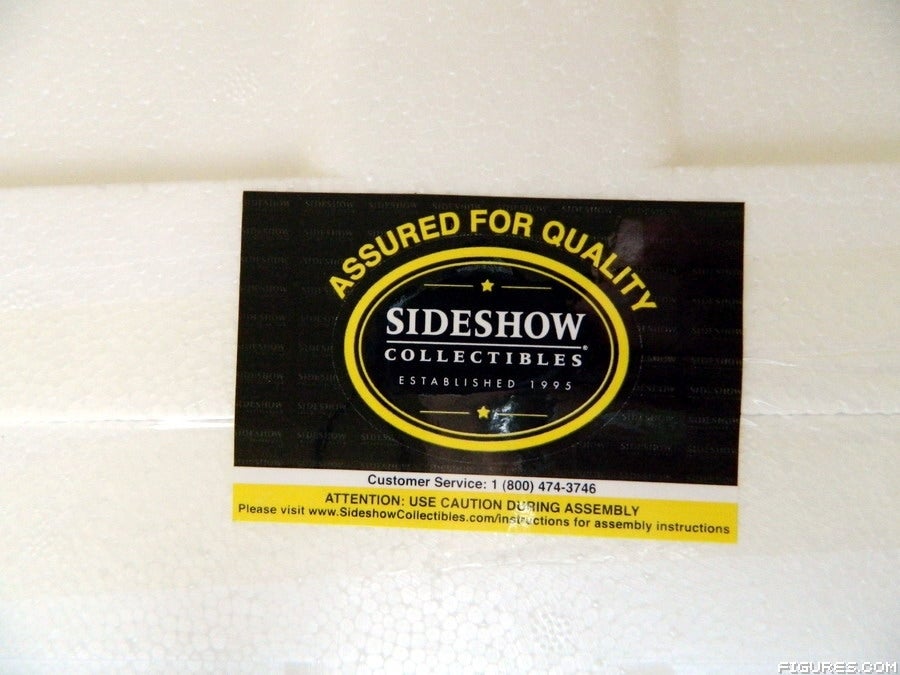 ASSURED FOR QUALITY
SIDESHOW®
COLLECTIBLES
ESTABLISHED 1995
Customer Service: 1 (800) 474-3746
ATTENTION: USE CAUTION DURING ASSEMBLY
Please visit www.SideshowCollectibles.com/instructions for assembly instructions
FIGURES.COM